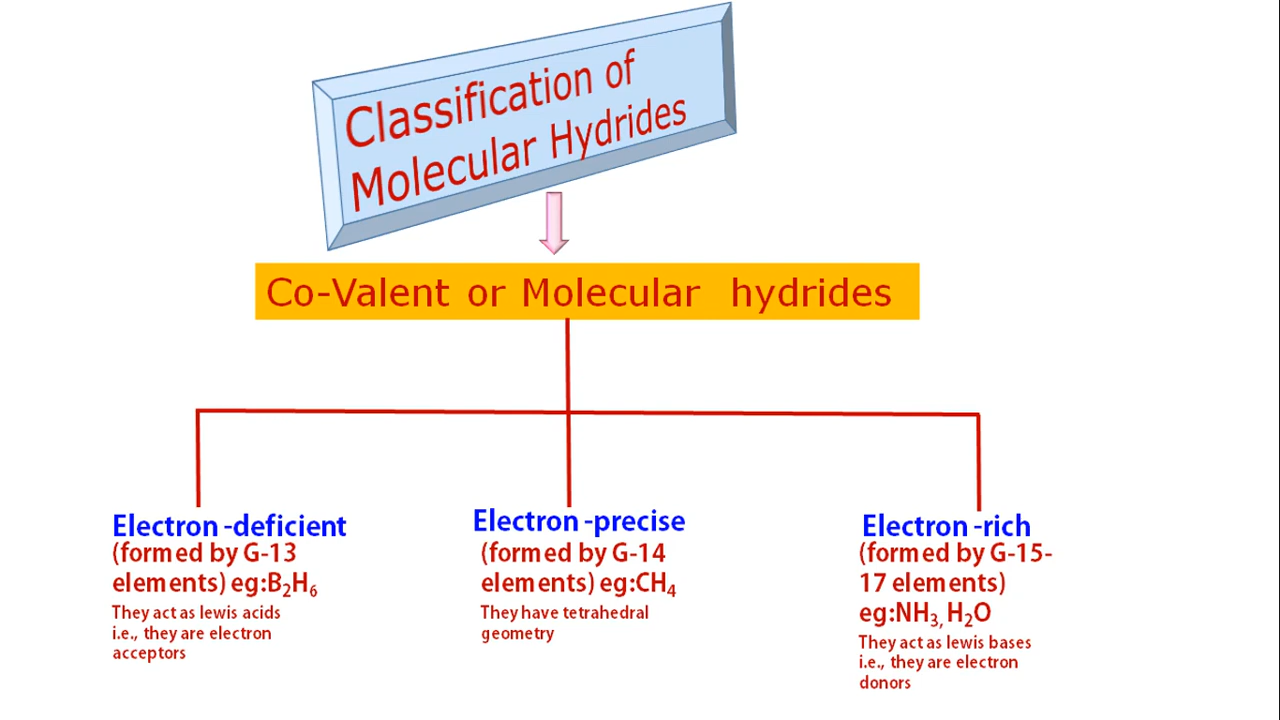 Classification of
Molecular Hydrides
Co-Valent or Molecular hydrides
Electron -deficient
(formed by G-13
elements) eg:B₂H₆
They act as lewis acids
i.e., they are electron
acceptors
Electron -precise
(formed by G-14
elements) eg:CH₄
They have tetrahedral
geometry
Electron -rich
(formed by G-15-
17 elements)
eg:NH₃, H₂O
They act as lewis bases
i.e., they are electron
donors